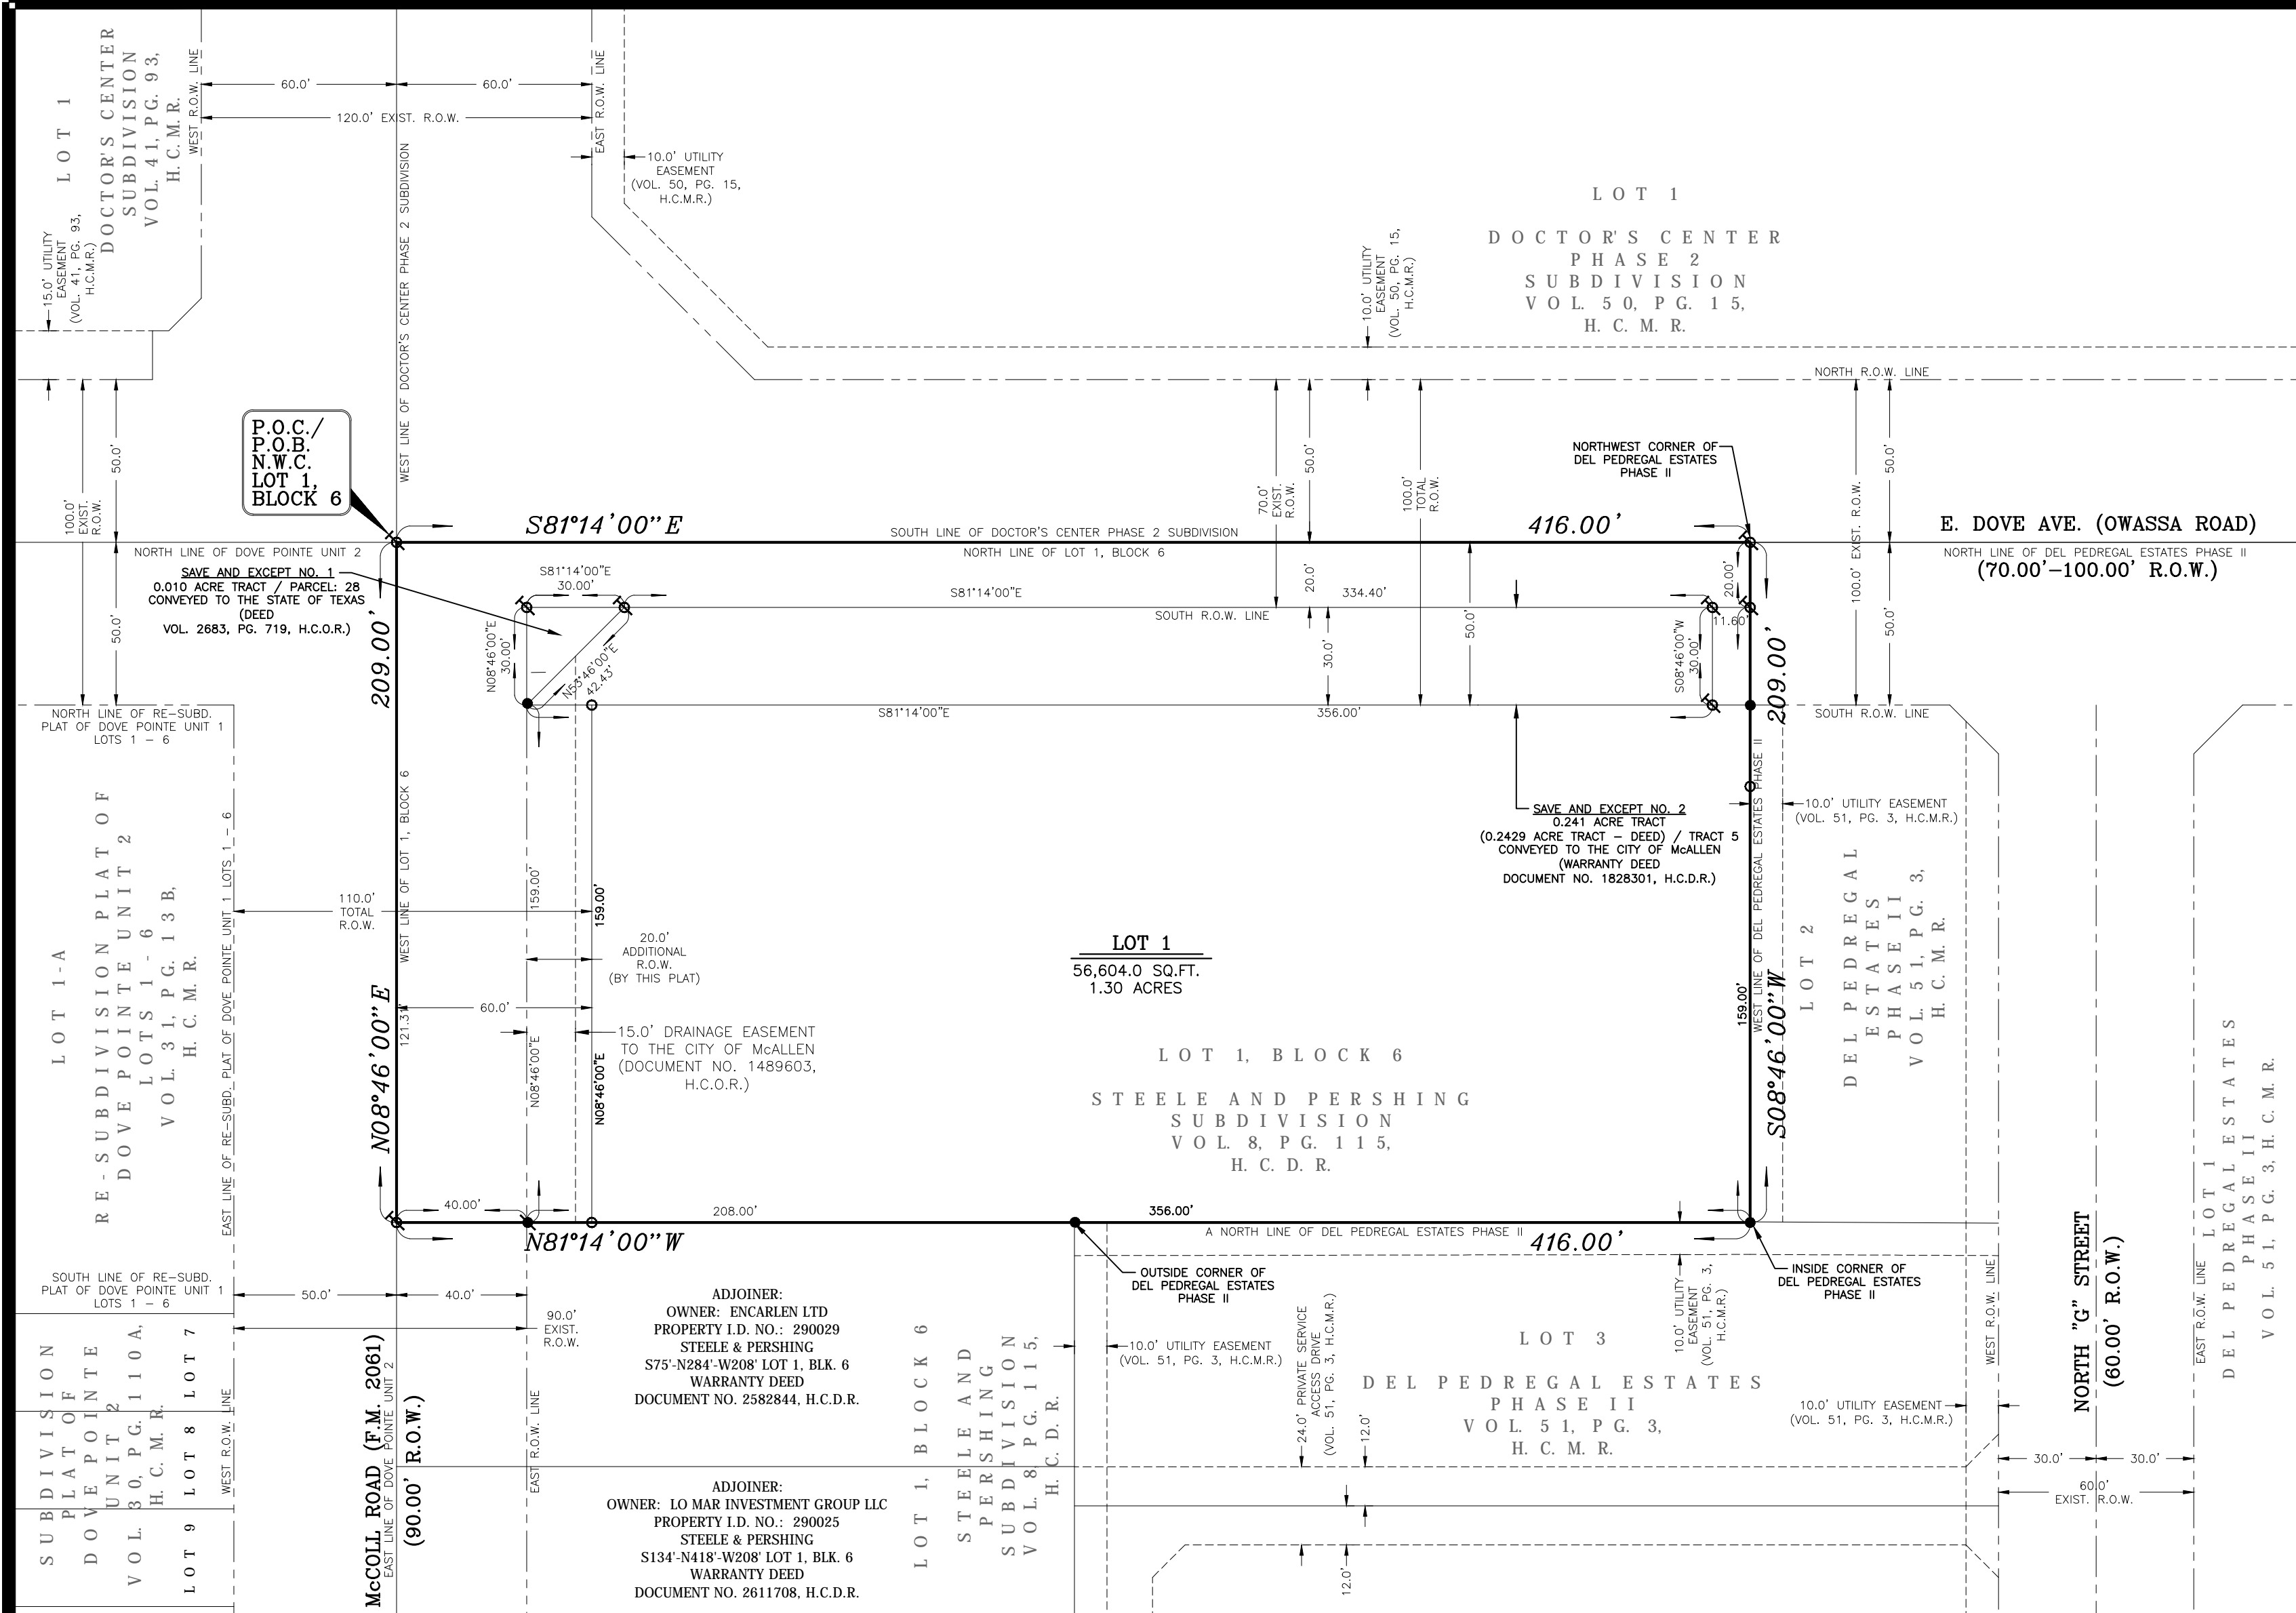 LOT 1
DOCTOR'S CENTER
SUBDIVISION
VOL. 41, PG. 93,
H. C. M. R.
WEST R.O.W. LINE
60.0'
60.0'
120.0' EXIST. R.O.W.
EAST R.O.W. LINE
10.0' UTILITY
EASEMENT
(VOL. 50, PG. 15,
H.C.M.R.)
WEST LINE OF DOCTOR'S CENTER PHASE 2 SUBDIVISION
15.0' UTILITY
EASEMENT
(VOL. 41, PG. 93,
H.C.M.R.)
LOT 1
DOCTOR'S CENTER
PHASE 2
SUBDIVISION
VOL. 50, PG. 15,
H. C. M. R.
10.0' UTILITY
EASEMENT
(VOL. 50, PG. 15,
H.C.M.R.)
NORTH R.O.W. LINE
P.O.C./
P.O.B.
N.W.C.
LOT 1,
BLOCK 6
100.0'
EXIST.
R.O.W.
50.0'
50.0'
70.0'
EXIST.
R.O.W.
50.0'
100.0'
TOTAL
R.O.W.
NORTHWEST CORNER OF
DEL PEDREGAL ESTATES
PHASE II
100.0' EXIST. R.O.W.
50.0'
50.0'
S81°14'00"E
SOUTH LINE OF DOCTOR'S CENTER PHASE 2 SUBDIVISION
416.00'
E. DOVE AVE. (OWASSA ROAD)
NORTH LINE OF DOVE POINTE UNIT 2
NORTH LINE OF LOT 1, BLOCK 6
NORTH LINE OF DEL PEDREGAL ESTATES PHASE II
(70.00'-100.00' R.O.W.)
SAVE AND EXCEPT NO. 1
0.010 ACRE TRACT / PARCEL: 28
CONVEYED TO THE STATE OF TEXAS
(DEED
VOL. 2683, PG. 719, H.C.O.R.)
S81°14'00"E
30.00'
S81°14'00"E
20.0'
334.40'
20.00'
SOUTH R.O.W. LINE
11.60'
209.00'
N08°46'00"E
30.00'
N53°46'00"E
42.43'
30.0'
50.0'
S08°46'00"W
30.00'
209.00'
NORTH LINE OF RE-SUBD.
PLAT OF DOVE POINTE UNIT 1
LOTS 1 - 6
S81°14'00"E
356.00'
SOUTH R.O.W. LINE
SAVE AND EXCEPT NO. 2
0.241 ACRE TRACT
(0.2429 ACRE TRACT - DEED) / TRACT 5
CONVEYED TO THE CITY OF McALLEN
(WARRANTY DEED
DOCUMENT NO. 1828301, H.C.D.R.)
10.0' UTILITY EASEMENT
(VOL. 51, PG. 3, H.C.M.R.)
LOT 1-A
RE-SUBDIVISION PLAT OF
DOVE POINTE UNIT 2
LOTS 1 - 6
VOL. 31, PG. 13B,
H. C. M. R.
EAST LINE OF RE-SUBD. PLAT OF DOVE POINTE UNIT 1 LOTS 1 - 6
110.0'
TOTAL
R.O.W.
WEST LINE OF LOT 1, BLOCK 6
N08°46'00"E
121.31'
159.00'
N08°46'00"E
159.00'
N08°46'00"E
20.0'
ADDITIONAL
R.O.W.
(BY THIS PLAT)
60.0'
15.0' DRAINAGE EASEMENT
TO THE CITY OF McALLEN
(DOCUMENT NO. 1489603,
H.C.O.R.)
LOT 1
56,604.0 SQ.FT.
1.30 ACRES
LOT 1, BLOCK 6
STEELE AND PERSHING
SUBDIVISION
VOL. 8, PG. 115,
H. C. D. R.
159.00'
WEST LINE OF DEL PEDREGAL ESTATES PHASE II
S08°46'00"W
LOT 2
DEL PEDREGAL
ESTATES
PHASE II
VOL. 51, PG. 3,
H. C. M. R.
40.00'
208.00'
356.00'
N81°14'00"W
A NORTH LINE OF DEL PEDREGAL ESTATES PHASE II
416.00'
OUTSIDE CORNER OF
DEL PEDREGAL ESTATES
PHASE II
INSIDE CORNER OF
DEL PEDREGAL ESTATES
PHASE II
SOUTH LINE OF RE-SUBD.
PLAT OF DOVE POINTE UNIT 1
LOTS 1 - 6
50.0'
40.0'
90.0'
EXIST.
R.O.W.
ADJOINER:
OWNER: ENCARLEN LTD
PROPERTY I.D. NO.: 290029
STEELE & PERSHING
S75'-N284'-W208' LOT 1, BLK. 6
WARRANTY DEED
DOCUMENT NO. 2582844, H.C.D.R.
ADJOINER:
OWNER: LO MAR INVESTMENT GROUP LLC
PROPERTY I.D. NO.: 290025
STEELE & PERSHING
S134'-N418'-W208' LOT 1, BLK. 6
WARRANTY DEED
DOCUMENT NO. 2611708, H.C.D.R.
SUBDIVISION
PLAT OF
DOVE POINTE
UNIT 2
VOL. 30, PG. 110A,
H. C. M. R.
LOT 7
LOT 8
LOT 9
WEST R.O.W. LINE
McCOLL ROAD (F.M. 2061)
EAST LINE OF DOVE POINTE UNIT 2
(90.00' R.O.W.)
EAST R.O.W. LINE
LOT 1, BLOCK 6
STEELE AND
PERSHING
SUBDIVISION
VOL. 8, PG. 115,
H. C. D. R.
10.0' UTILITY EASEMENT
(VOL. 51, PG. 3, H.C.M.R.)
24.0' PRIVATE SERVICE
ACCESS DRIVE
(VOL. 51, PG. 3, H.C.M.R.)
12.0'
12.0'
LOT 3
DEL PEDREGAL ESTATES
PHASE II
VOL. 51, PG. 3,
H. C. M. R.
10.0' UTILITY
EASEMENT
(VOL. 51, PG. 3,
H.C.M.R.)
10.0' UTILITY EASEMENT
(VOL. 51, PG. 3, H.C.M.R.)
WEST R.O.W. LINE
NORTH "G" STREET
(60.00' R.O.W.)
30.0'
30.0'
60.0'
EXIST. R.O.W.
EAST R.O.W. LINE
LOT 1
DEL PEDREGAL ESTATES
PHASE II
VOL. 51, PG. 3, H. C. M. R.